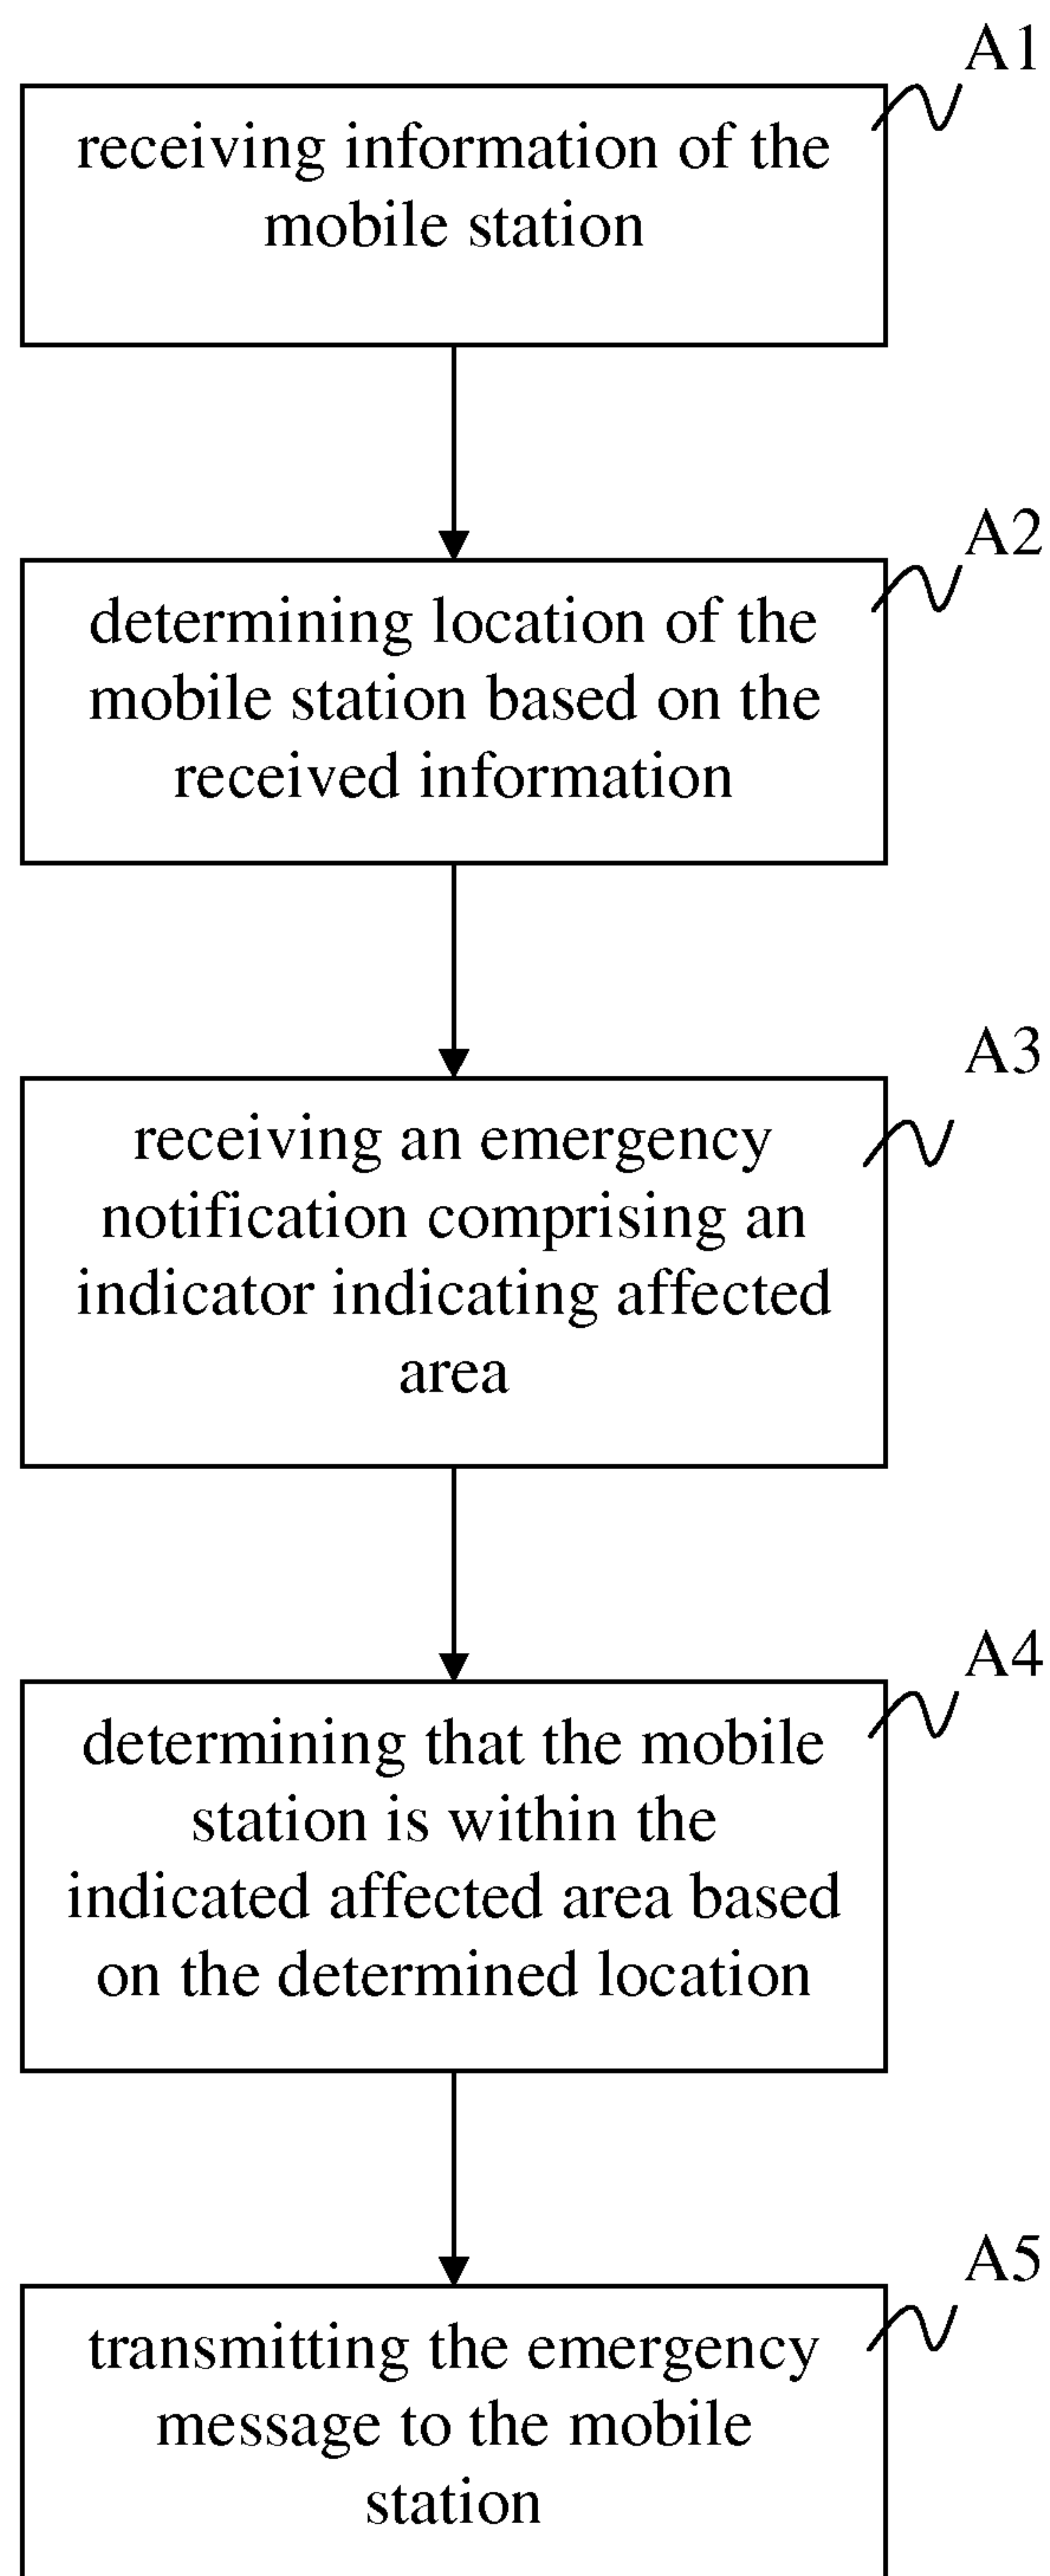 A1
receiving information of the
mobile station
A2
determining location of the
mobile station based on the
received information
A3
receiving an emergency
notification comprising an
indicator indicating affected
area
A4
determining that the mobile
station is within the
indicated affected area based
on the determined location
A5
transmitting the emergency
message to the mobile
station